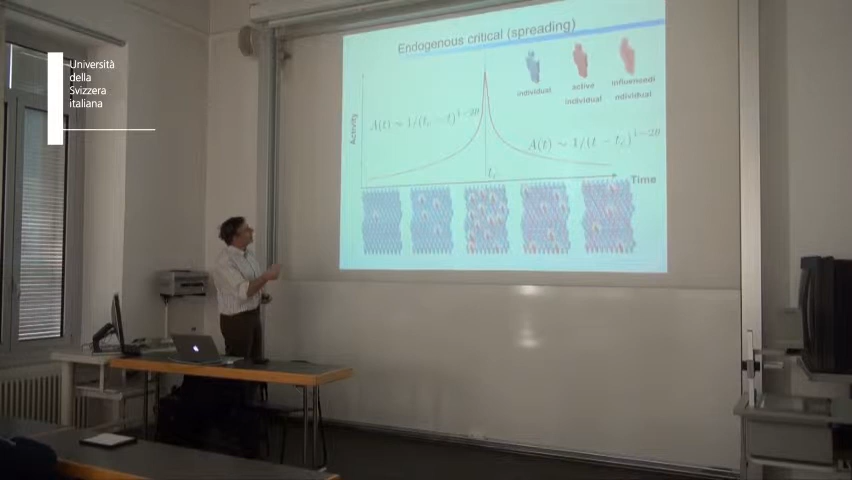 Università
della
Svizzera
italiana
Endogenous critical (spreading)
individual
active
individual
influenced i
ndividual
Activity
A(t) ~ 1/(t_c - t)^{1-2θ}
A(t) ~ 1/(t - t_c)^{1-2θ}
t_c
Time